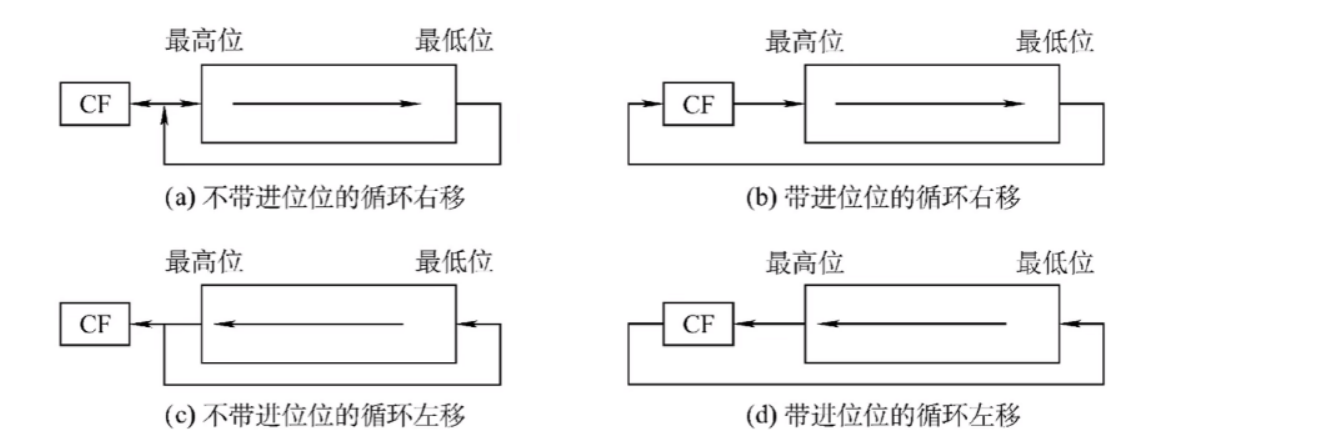 最高位 最低位 最高位 最低位
CF CF
(a) 不带进位位的循环右移 (b) 带进位位的循环右移
最高位 最低位 最高位 最低位
CF CF
(c) 不带进位位的循环左移 (d) 带进位位的循环左移